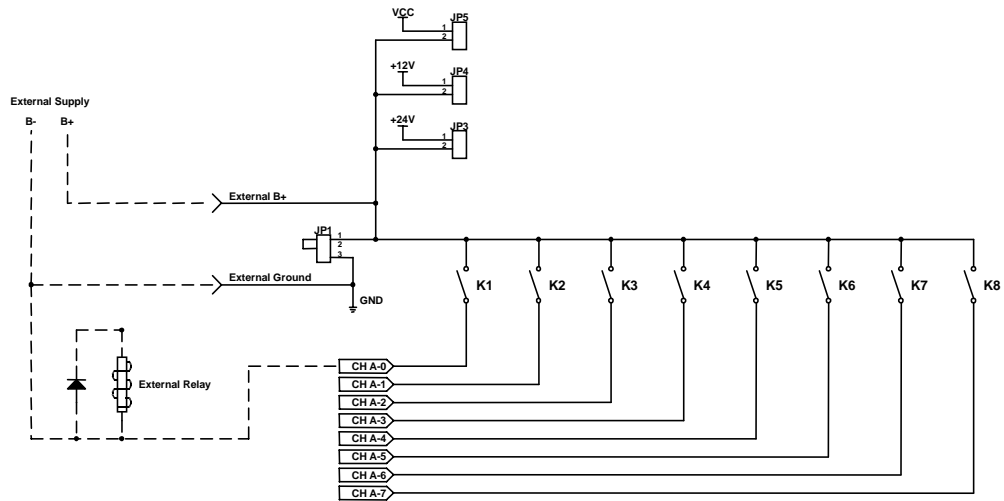 VCC
JP5
1
2
+12V
JP4
1
2
+24V
JP3
1
2
External Supply
B- B+
External B+
JP1
1
2
3
External Ground
GND
K1 K2 K3 K4 K5 K6 K7 K8
External Relay
CH A-0
CH A-1
CH A-2
CH A-3
CH A-4
CH A-5
CH A-6
CH A-7